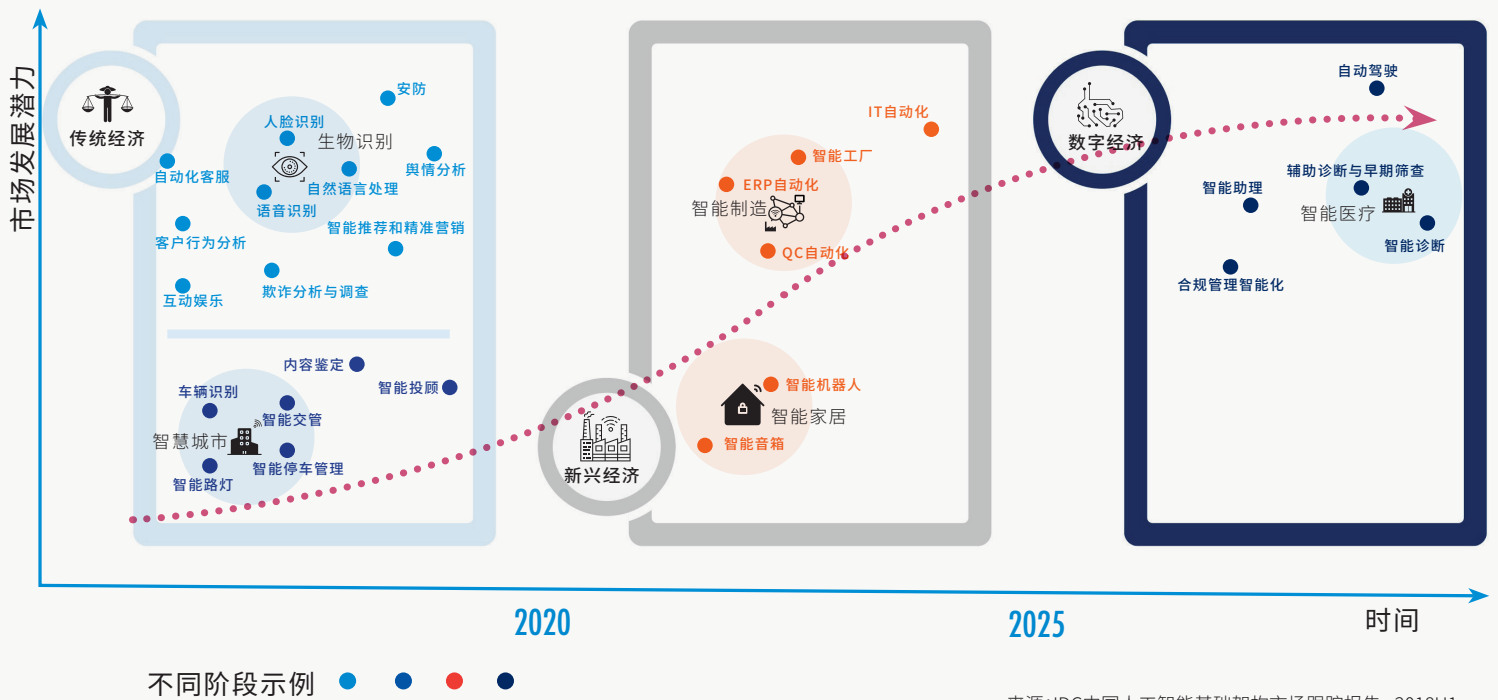 市场发展潜力
传统经济
安防
人脸识别
生物识别
舆情分析
自动化客服
自然语言处理
语音识别
智能推荐和精准营销
客户行为分析
欺诈分析与调查
互动娱乐
内容鉴定
智能投顾
车辆识别
智能交管
智慧城市
智能停车管理
智能路灯
新兴经济
IT自动化
智能工厂
ERP自动化
智能制造
QC自动化
智能机器人
智能家居
智能音箱
数字经济
自动驾驶
辅助诊断与早期筛查
智能助理
智能医疗
智能诊断
合规管理智能化
2020
2025
时间
不同阶段示例